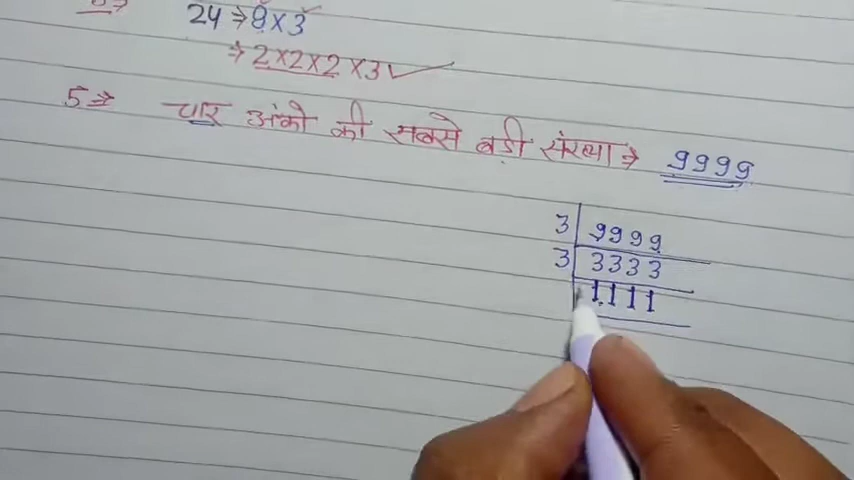 24 ⇒ 8×3
⇒ 2×2×2×3
5⇒ चार अंको की सबसे बडी संख्या ⇒ 9999
3 9999
3 3333
1111